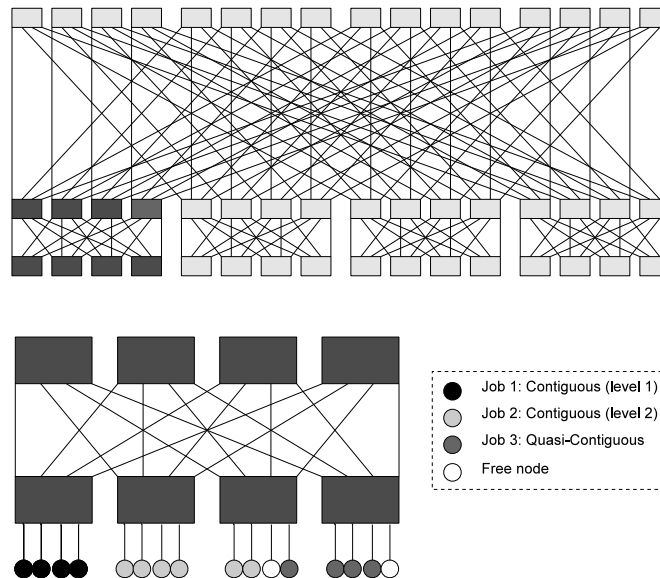 Job 1: Contiguous (level 1)
Job 2: Contiguous (level 2)
Job 3: Quasi-Contiguous
Free node